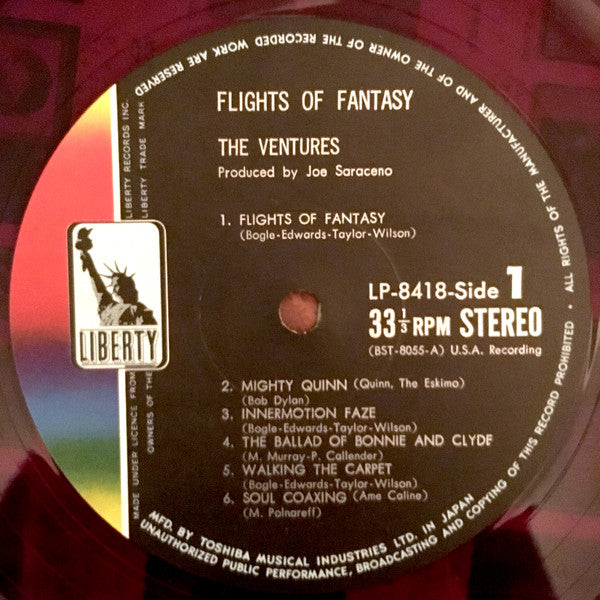 FLIGHTS OF FANTASY
THE VENTURES
Produced by Joe Saraceno
1. FLIGHTS OF FANTASY
(Bogle-Edwards-Taylor-Wilson)
LP-8418-Side 1
33 1/3 RPM STEREO
(BST-8055-A) U.S.A. Recording
2. MIGHTY QUINN (Quinn, The Eskimo)
(Bob Dylan)
3. INNERMOTION FAZE
(Bogle-Edwards-Taylor-Wilson)
4. THE BALLAD OF BONNIE AND CLYDE
(M. Murray-P. Callender)
5. WALKING THE CARPET
(Bogle-Edwards-Taylor-Wilson)
6. SOUL COAXING (Ame Caline)
(M. Polnareff)
LIBERTY
MADE UNDER LICENCE FROM LIBERTY RECORDS INC.
OWNERS OF THE LIBERTY TRADE MARK
MFD. BY TOSHIBA MUSICAL INDUSTRIES LTD. IN JAPAN
ALL RIGHTS OF THE MANUFACTURER AND OF THE OWNER OF THE RECORDED WORK ARE RESERVED
UNAUTHORIZED PUBLIC PERFORMANCE, BROADCASTING AND COPYING OF THIS RECORD PROHIBITED •